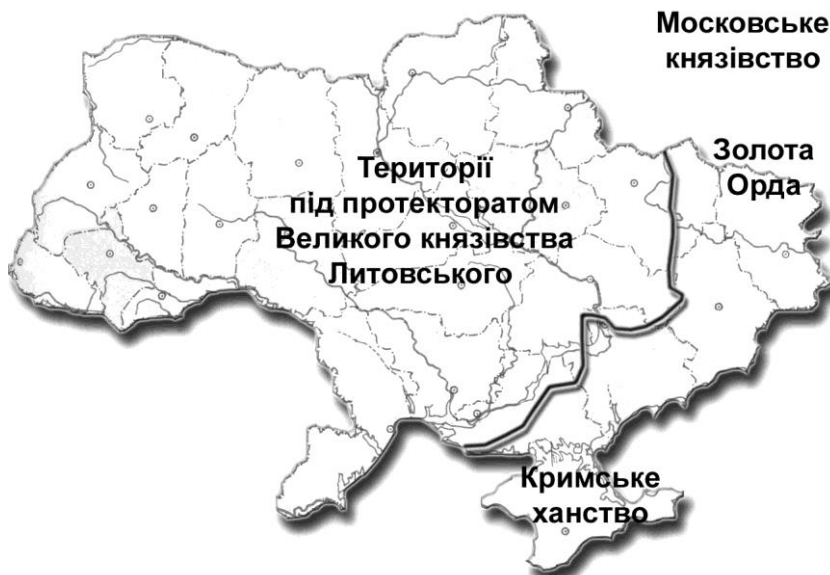 Московське
князівство
Золота
Орда
Території
під протекторатом
Великого князівства
Литовського
Кримське
ханство